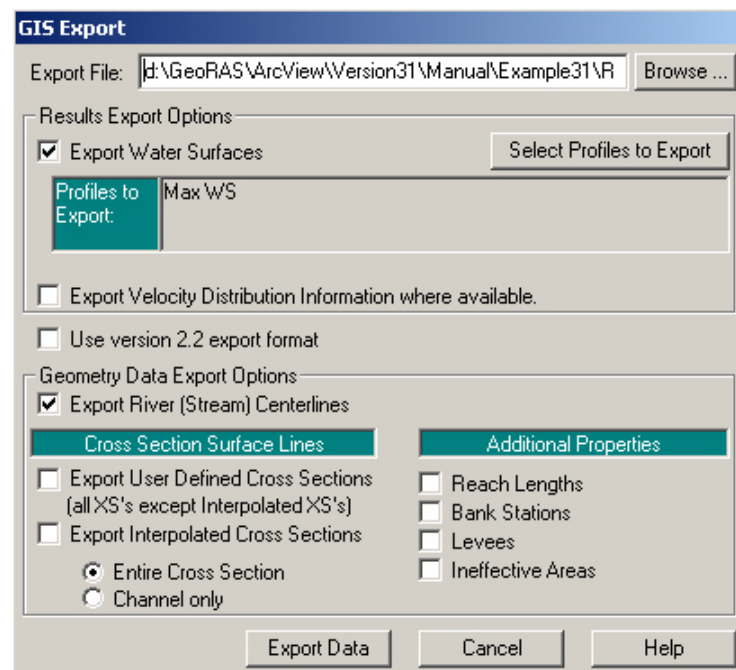 GIS Export
Export File: d:\GeoRAS\ArcView\Version31\Manual\Example31\R Browse ...
Results Export Options
Export Water Surfaces Select Profiles to Export
Profiles to Export: Max WS
Export Velocity Distribution Information where available.
Use version 2.2 export format
Geometry Data Export Options
Export River (Stream) Centerlines
Cross Section Surface Lines
Export User Defined Cross Sections
(all XS's except Interpolated XS's)
Export Interpolated Cross Sections
Entire Cross Section
Channel only
Additional Properties
Reach Lengths
Bank Stations
Levees
Ineffective Areas
Export Data Cancel Help